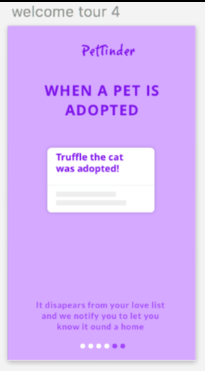 welcome tour 4
PetTinder
WHEN A PET IS
ADOPTED
Truffle the cat
was adopted!
It disapears from your love list
and we notify you to let you
know it ound a home